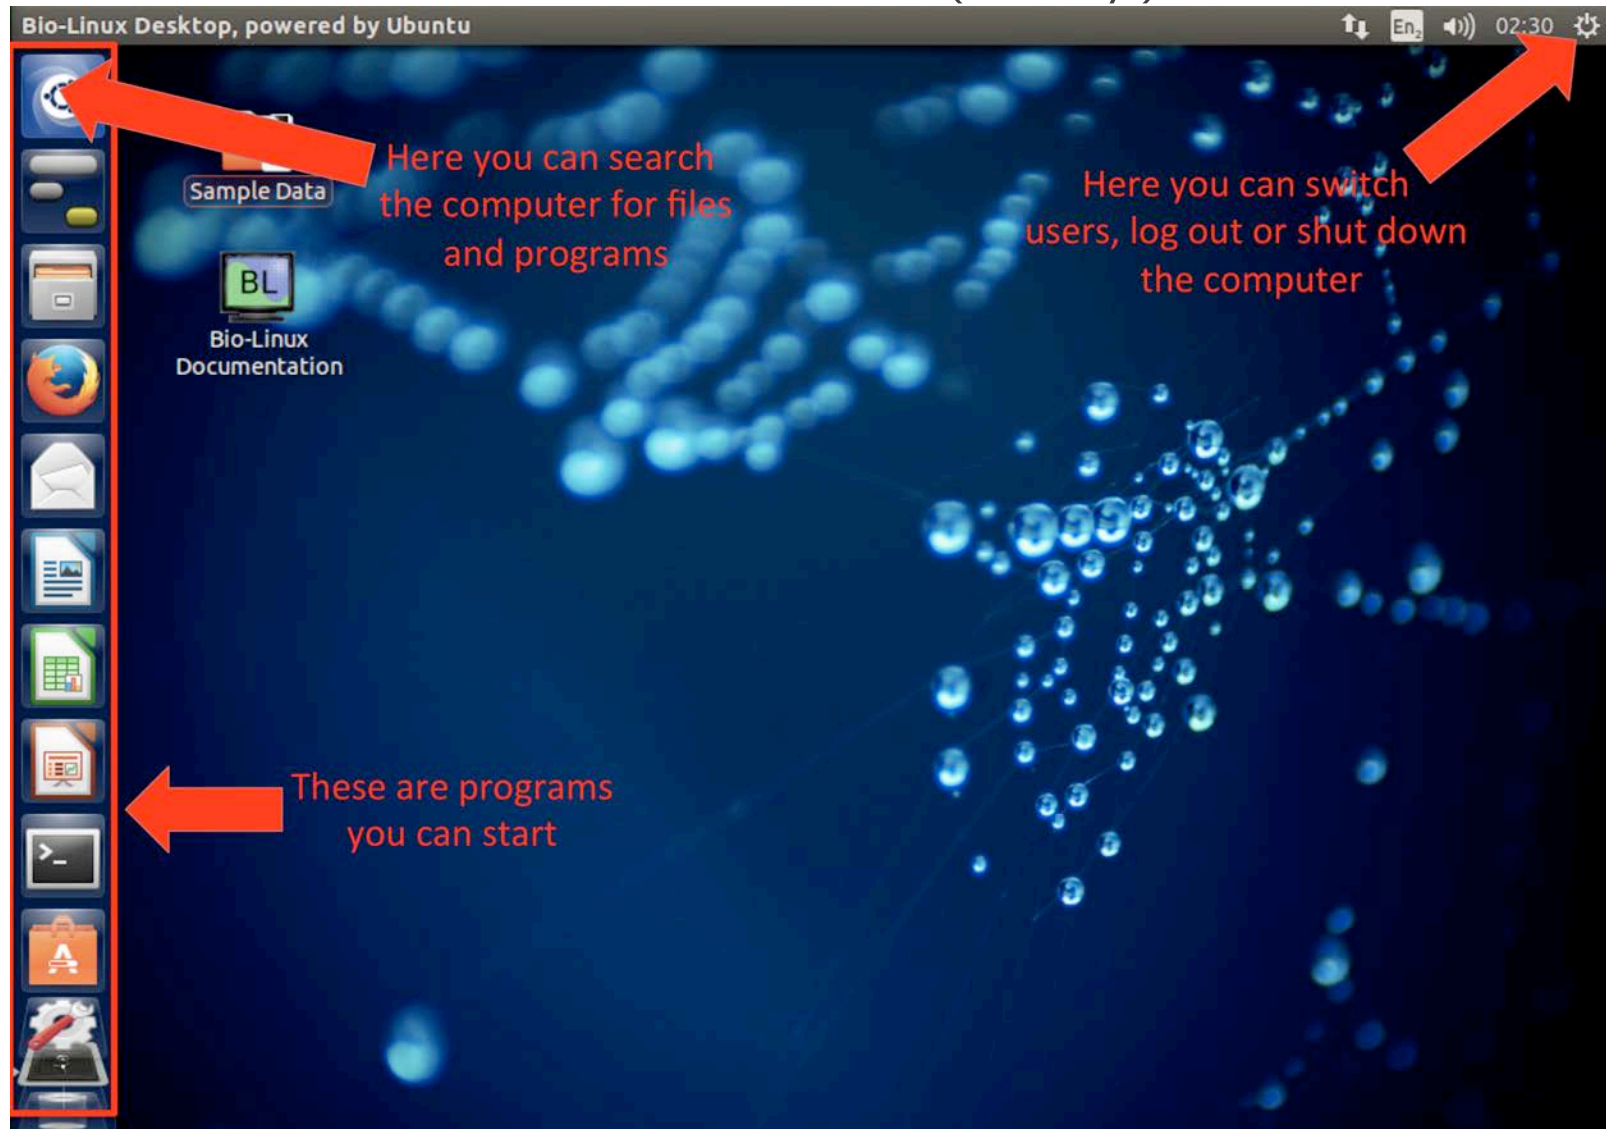 Bio-Linux Desktop, powered by Ubuntu
En2
02:30
Here you can search
the computer for files
and programs
Sample Data
Here you can switch
users, log out or shut down
the computer
BL
Bio-Linux
Documentation
These are programs
you can start
>_
A